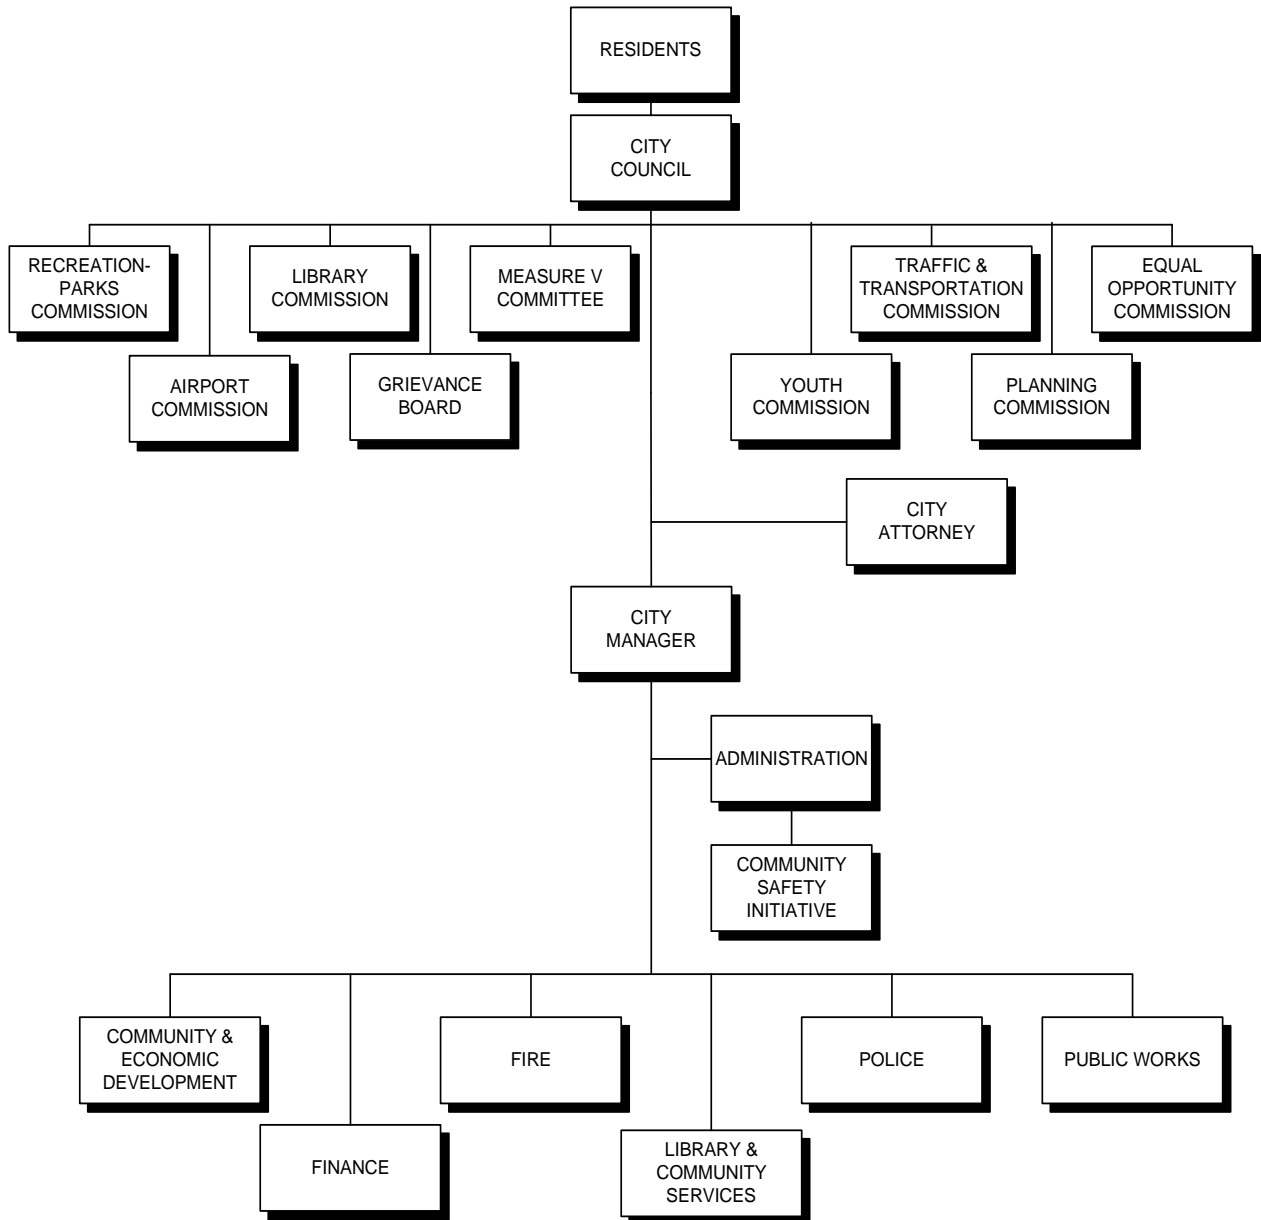 RESIDENTS
CITY
COUNCIL
RECREATION-
PARKS
COMMISSION
LIBRARY
COMMISSION
MEASURE V
COMMITTEE
TRAFFIC &
TRANSPORTATION
COMMISSION
EQUAL
OPPORTUNITY
COMMISSION
AIRPORT
COMMISSION
GRIEVANCE
BOARD
YOUTH
COMMISSION
PLANNING
COMMISSION
CITY
ATTORNEY
CITY
MANAGER
ADMINISTRATION
COMMUNITY
SAFETY
INITIATIVE
COMMUNITY &
ECONOMIC
DEVELOPMENT
FIRE
POLICE
PUBLIC WORKS
FINANCE
LIBRARY &
COMMUNITY
SERVICES